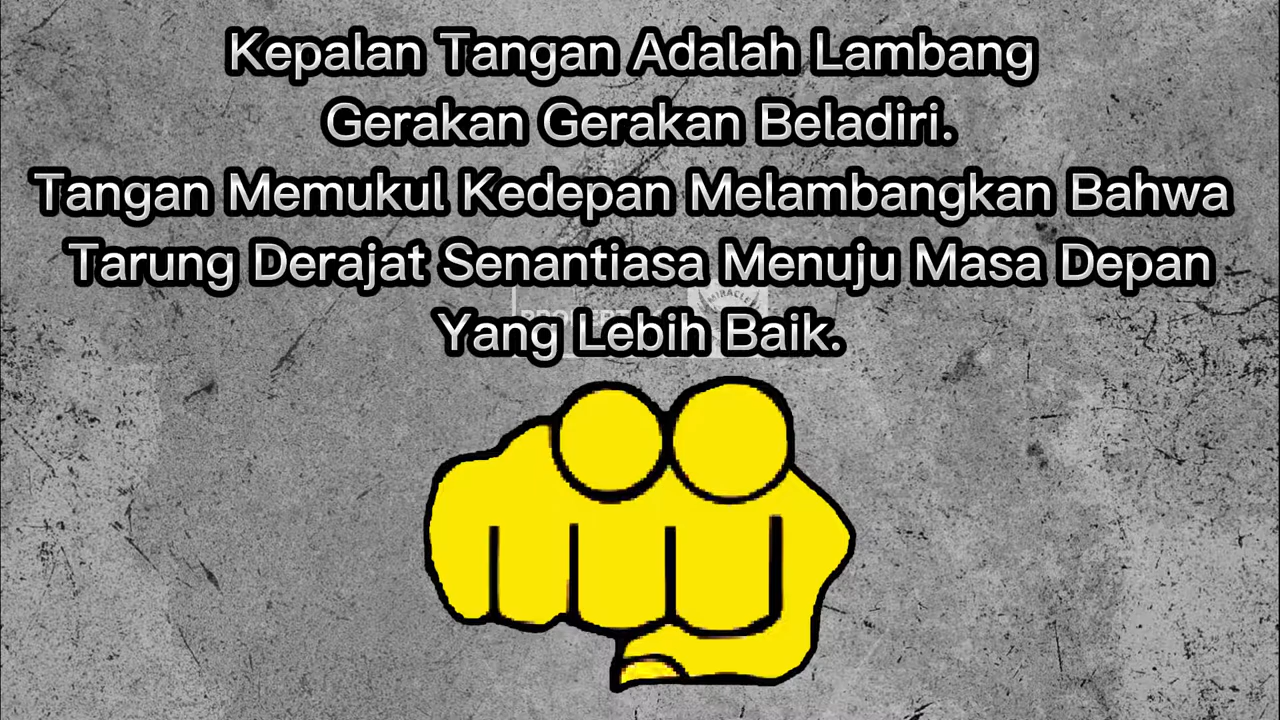 Kepalan Tangan Adalah Lambang
Gerakan Gerakan Beladiri.
Tangan Memukul Kedepan Melambangkan Bahwa
Tarung Derajat Senantiasa Menuju Masa Depan
Yang Lebih Baik.
MIRACLE